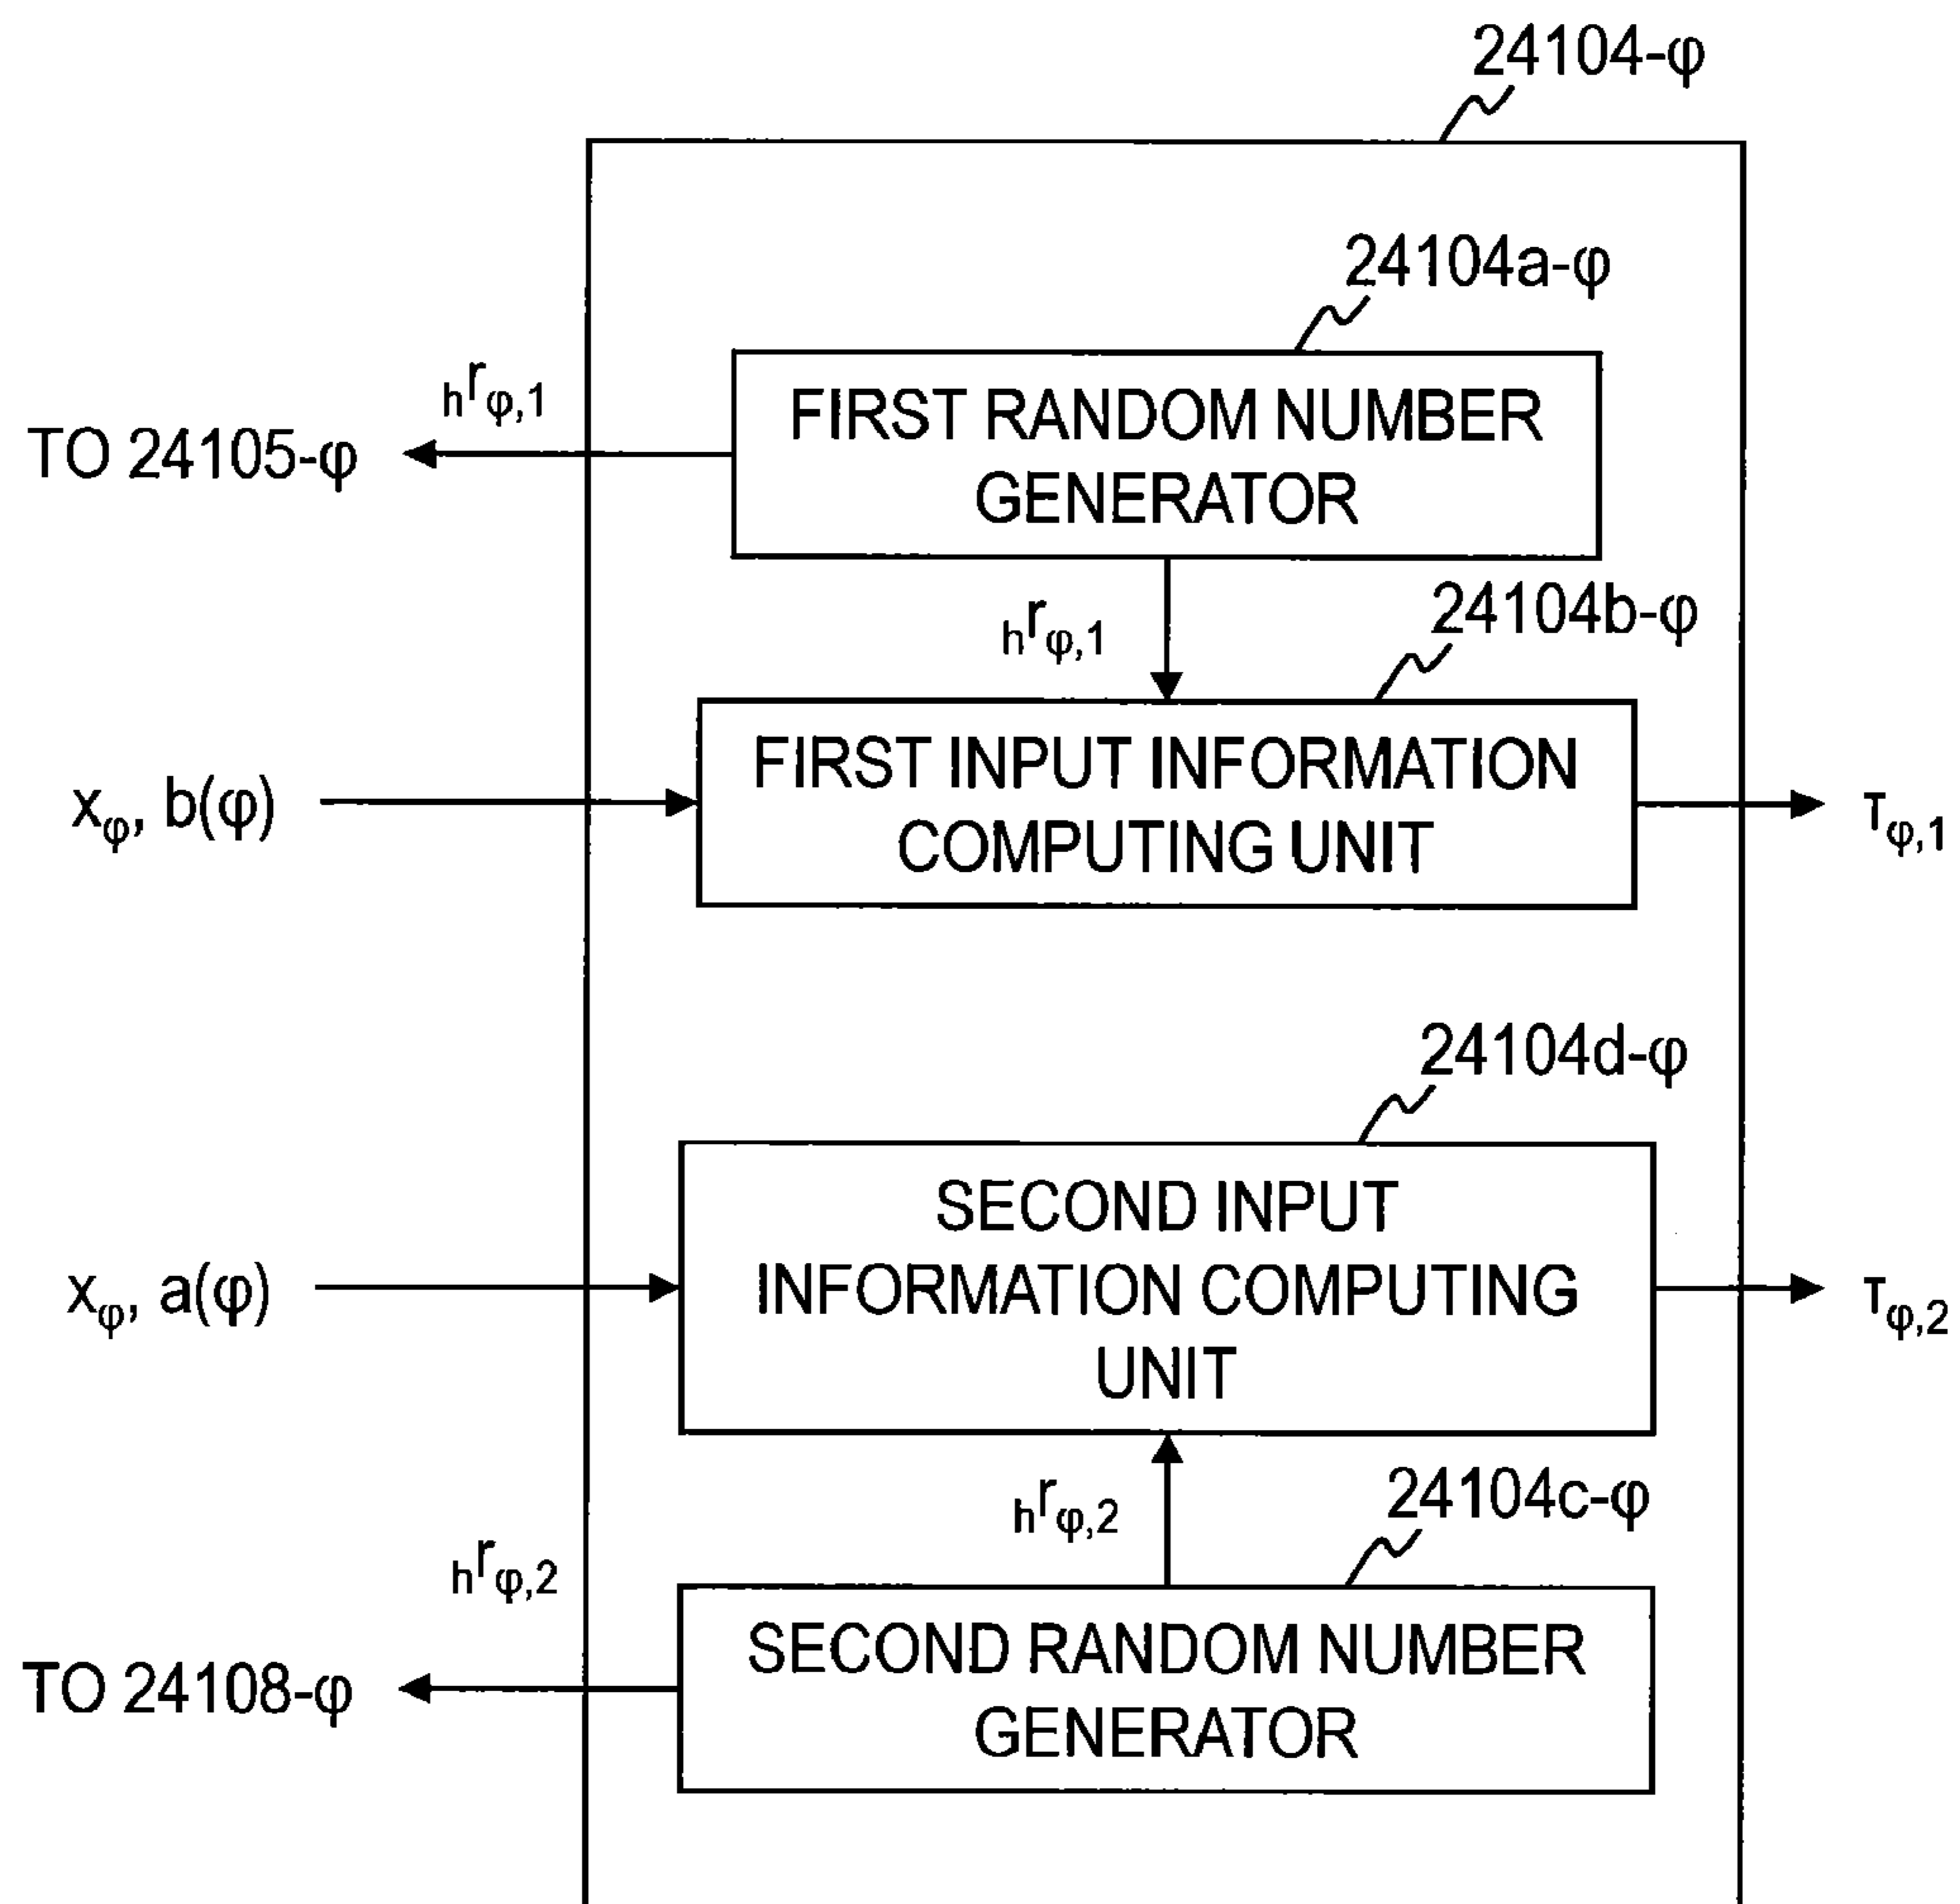 24104-φ
24104a-φ
hrφ,1
FIRST RANDOM NUMBER
GENERATOR
TO 24105-φ
hrφ,1
24104b-φ
FIRST INPUT INFORMATION
COMPUTING UNIT
xφ, b(φ)
τφ,1
24104d-φ
SECOND INPUT
INFORMATION COMPUTING
UNIT
xφ, a(φ)
τφ,2
hrφ,2
24104c-φ
hrφ,2
SECOND RANDOM NUMBER
GENERATOR
TO 24108-φ